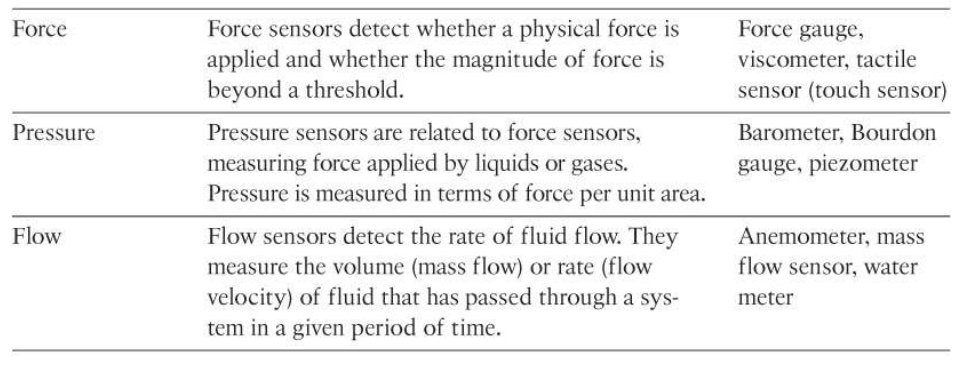 Force
Force sensors detect whether a physical force is
applied and whether the magnitude of force is
beyond a threshold.
Force gauge,
viscometer, tactile
sensor (touch sensor)
Pressure
Pressure sensors are related to force sensors,
measuring force applied by liquids or gases.
Pressure is measured in terms of force per unit area.
Barometer, Bourdon
gauge, piezometer
Flow
Flow sensors detect the rate of fluid flow. They
measure the volume (mass flow) or rate (flow
velocity) of fluid that has passed through a sys-
tem in a given period of time.
Anemometer, mass
flow sensor, water
meter